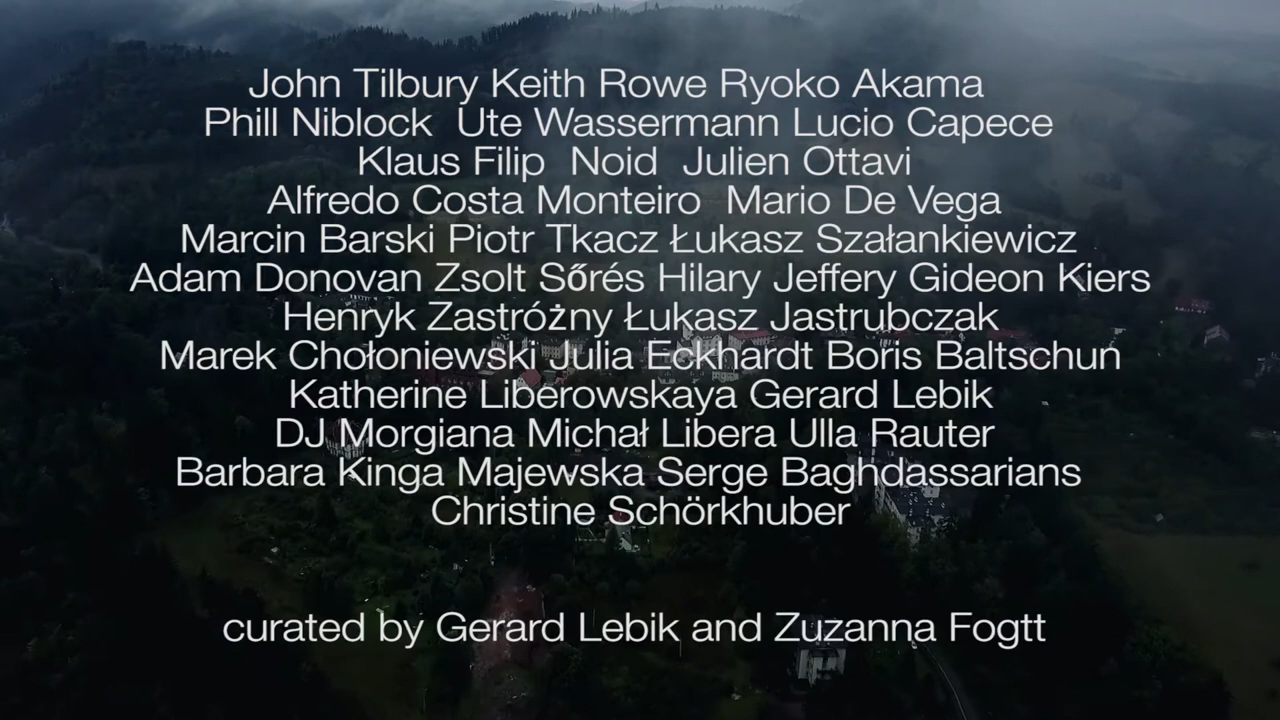 John Tilbury Keith Rowe Ryoko Akama
Phill Niblock  Ute Wassermann Lucio Capece
Klaus Filip  Noid  Julien Ottavi
Alfredo Costa Monteiro  Mario De Vega
Marcin Barski Piotr Tkacz Łukasz Szałankiewicz
Adam Donovan Zsolt Sőrés Hilary Jeffery Gideon Kiers
Henryk Zastróżny Łukasz Jastrubczak
Marek Chołoniewski Julia Eckhardt Boris Baltschun
Katherine Liberowskaya Gerard Lebik
DJ Morgiana Michał Libera Ulla Rauter
Barbara Kinga Majewska Serge Baghdassarians
Christine Schörkhuber
curated by Gerard Lebik and Zuzanna Fogtt